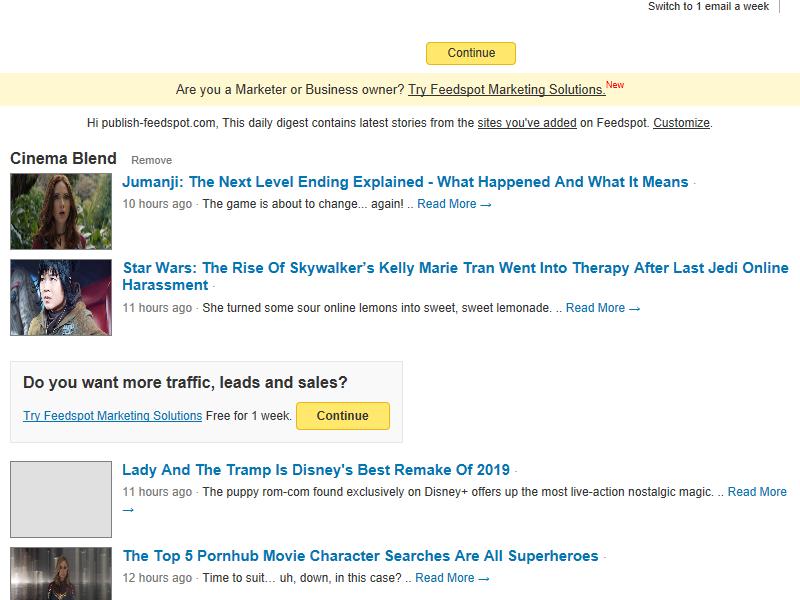 Switch to 1 email a week
Continue
Are you a Marketer or Business owner? Try Feedspot Marketing Solutions.New
Hi publish-feedspot.com, This daily digest contains latest stories from the sites you've added on Feedspot. Customize.
Cinema Blend Remove
Jumanji: The Next Level Ending Explained - What Happened And What It Means ·
10 hours ago · The game is about to change... again! .. Read More →
Star Wars: The Rise Of Skywalker’s Kelly Marie Tran Went Into Therapy After Last Jedi Online
Harassment ·
11 hours ago · She turned some sour online lemons into sweet, sweet lemonade. .. Read More →
Do you want more traffic, leads and sales?
Try Feedspot Marketing Solutions Free for 1 week. Continue
Lady And The Tramp Is Disney's Best Remake Of 2019 ·
11 hours ago · The puppy rom-com found exclusively on Disney+ offers up the most live-action nostalgic magic. .. Read More
→
The Top 5 Pornhub Movie Character Searches Are All Superheroes ·
12 hours ago · Time to suit… uh, down, in this case? .. Read More →